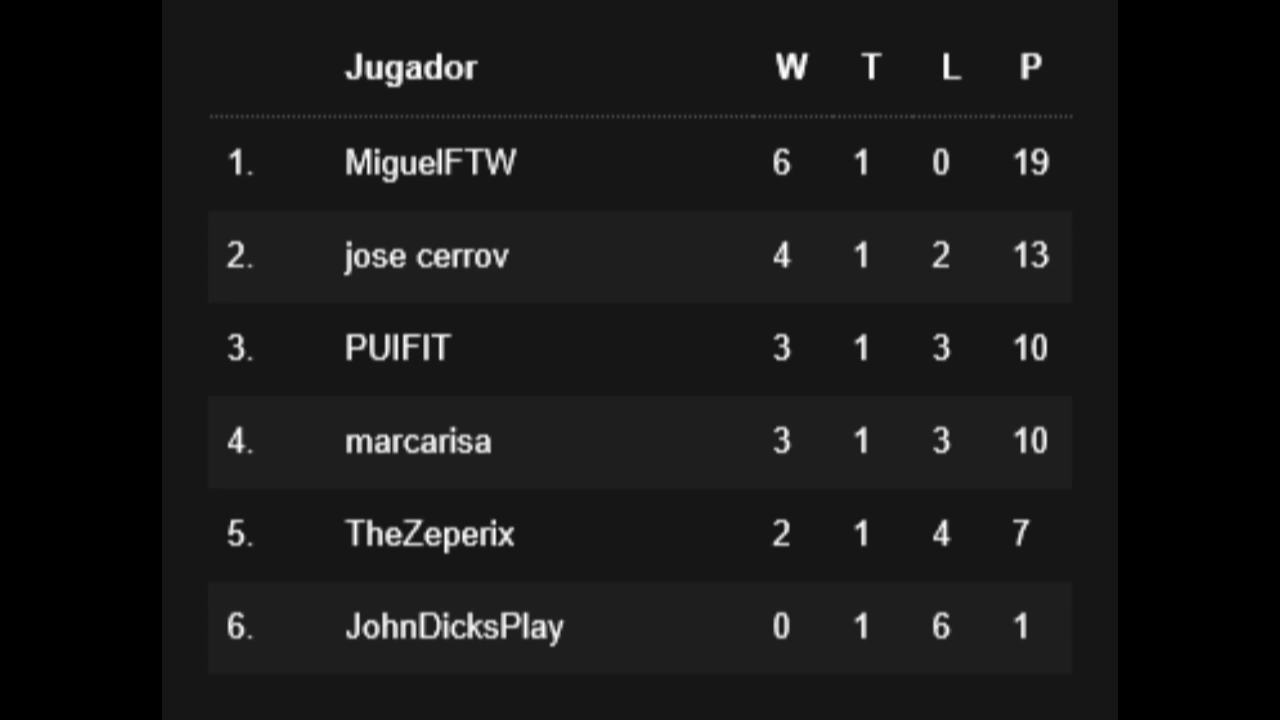 Jugador W T L P
1. MiguelFTW 6 1 0 19
2. jose cerrov 4 1 2 13
3. PUIFIT 3 1 3 10
4. marcarisa 3 1 3 10
5. TheZeperix 2 1 4 7
6. JohnDicksPlay 0 1 6 1